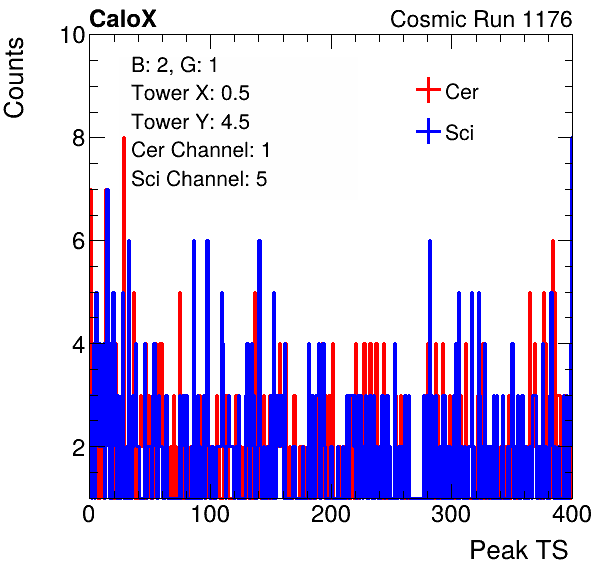 CaloX Cosmic Run 1176
Counts
10
8
6
4
2
B: 2, G: 1
Tower X: 0.5
Tower Y: 4.5
Cer Channel: 1
Sci Channel: 5
Cer
Sci
0 100 200 300 400
Peak TS